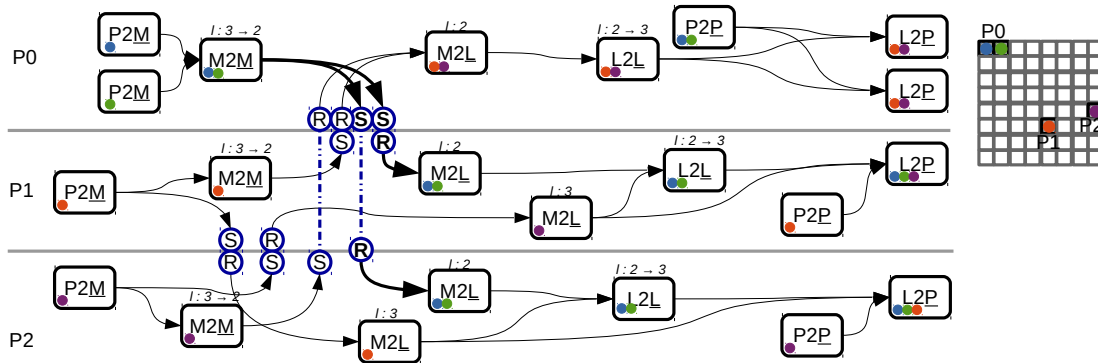 P0
P2M
P2M
l : 3 → 2
M2M
l : 2
M2L
l : 2 → 3
L2L
P2P
L2P
L2P
P0
P1
P2
R
R
S
S
S
R
P1
P2M
l : 3 → 2
M2M
l : 2
M2L
l : 3
M2L
l : 2 → 3
L2L
P2P
L2P
S
R
R
S
S
R
P2
P2M
l : 3 → 2
M2M
l : 3
M2L
l : 2
M2L
l : 2 → 3
L2L
P2P
L2P